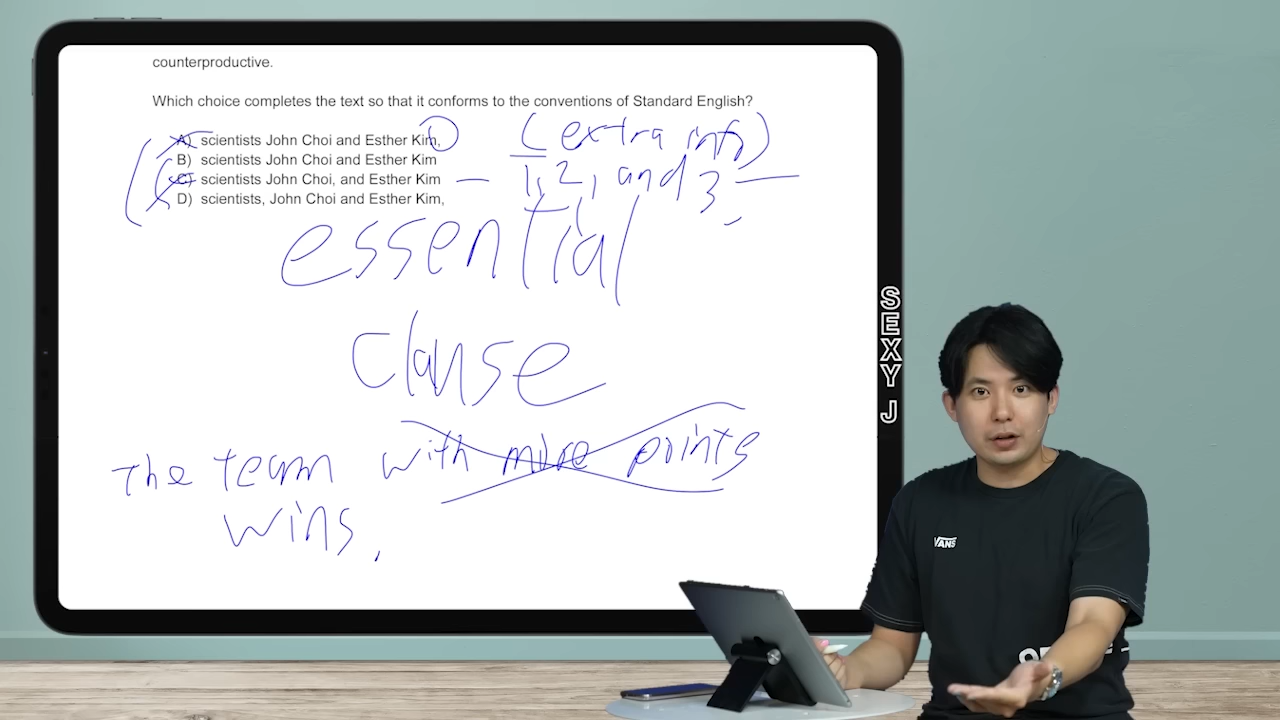 counterproductive.
Which choice completes the text so that it conforms to the conventions of Standard English?
A) scientists John Choi and Esther Kim,
B) scientists John Choi and Esther Kim
C) scientists John Choi, and Esther Kim
D) scientists, John Choi and Esther Kim,
(extra info)
— 1, 2, and 3 —
essential
clause
The team with more points
wins.
SEXY J
VANS